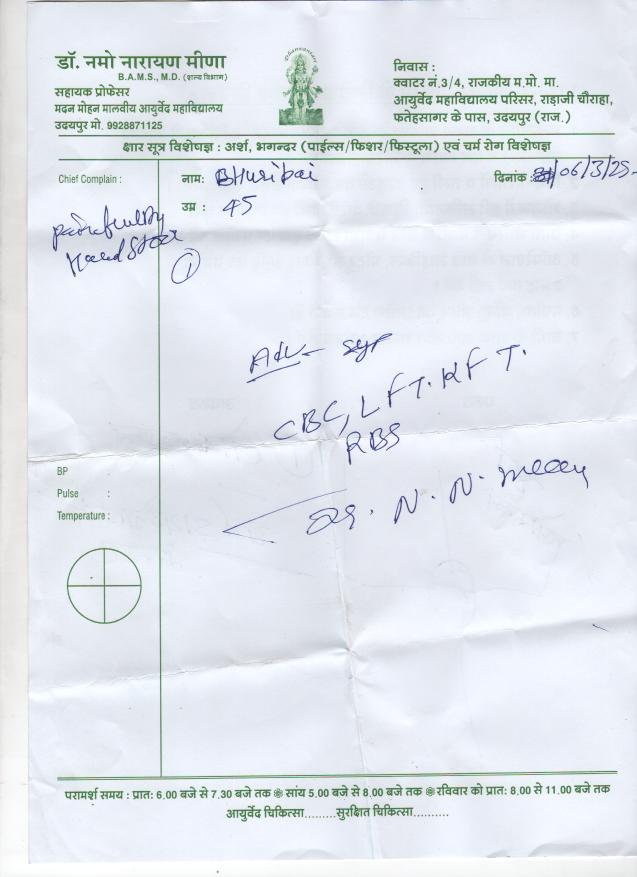 डॉ. नमो नारायण मीणा
B.A.M.S., M.D. (शल्य विभाग)
सहायक प्रोफेसर
मदन मोहन मालवीय आयुर्वेद महाविद्यालय
उदयपुर मो. 9928871125
Dhanvantari
निवास :
क्वाटर नं.3/4, राजकीय म.मो. मा.
आयुर्वेद महाविद्यालय परिसर, राड़ाजी चौराहा,
फतेहसागर के पास, उदयपुर (राज.)
क्षार सूत्र विशेषज्ञ : अर्श, भगन्दर (पाईल्स/फिशर/फिस्टूला) एवं चर्म रोग विशेषज्ञ
Chief Complain :
नाम: BHuribai
दिनांक : 06/3/25
उम्र : 45
Hard Stool
1
Adv
CBC, LFT. KFT.
RBS
Dr. N. N. Meena
BP :
Pulse :
Temperature :
परामर्श समय : प्रात: 6.00 बजे से 7.30 बजे तक सांय 5.00 बजे से 8.00 बजे तक रविवार को प्रात: 8.00 से 11.00 बजे तक
आयुर्वेद चिकित्सा........सुरक्षित चिकित्सा..........